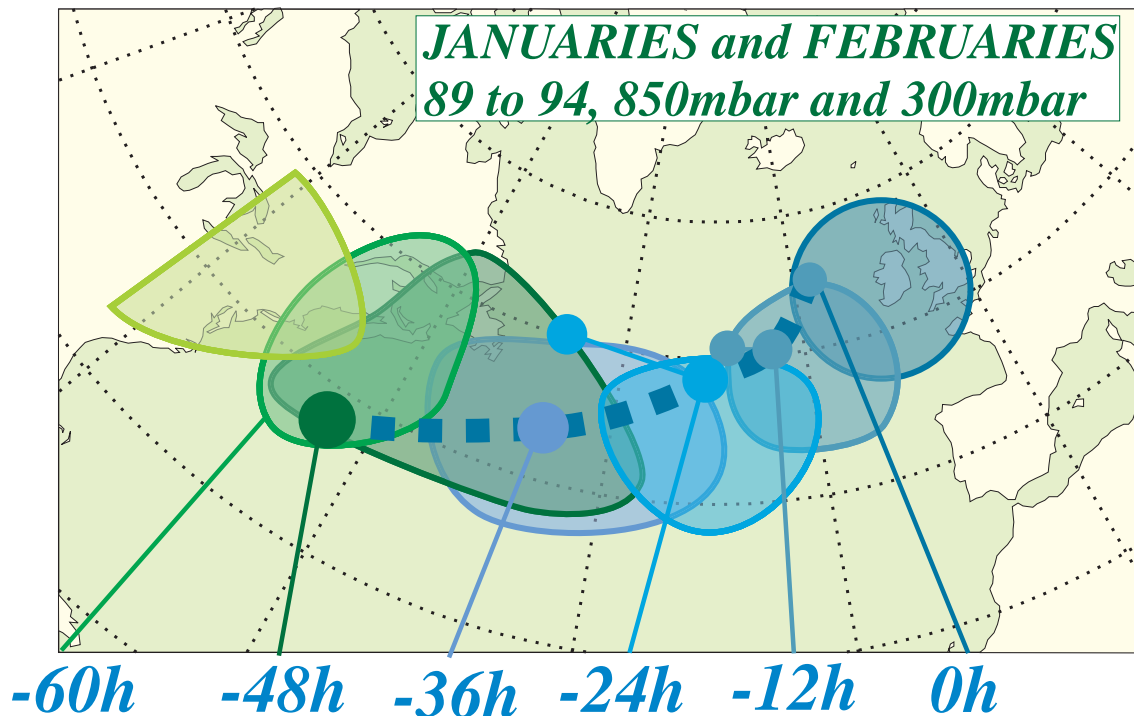 JANUARIES and FEBRUARIES
89 to 94, 850mbar and 300mbar
-60h -48h -36h -24h -12h 0h